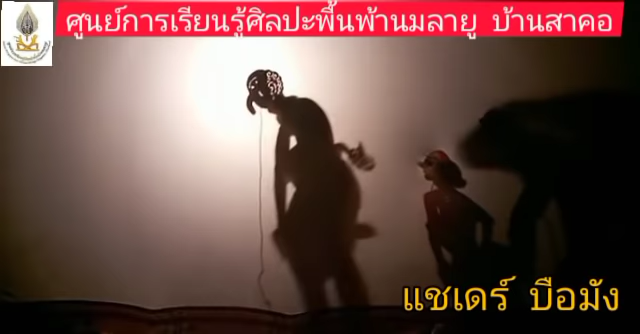 ศูนย์การเรียนรู้ศิลปะพื้นพ้านมลายู บ้านสาคอ
แชเดร์ บือมัง